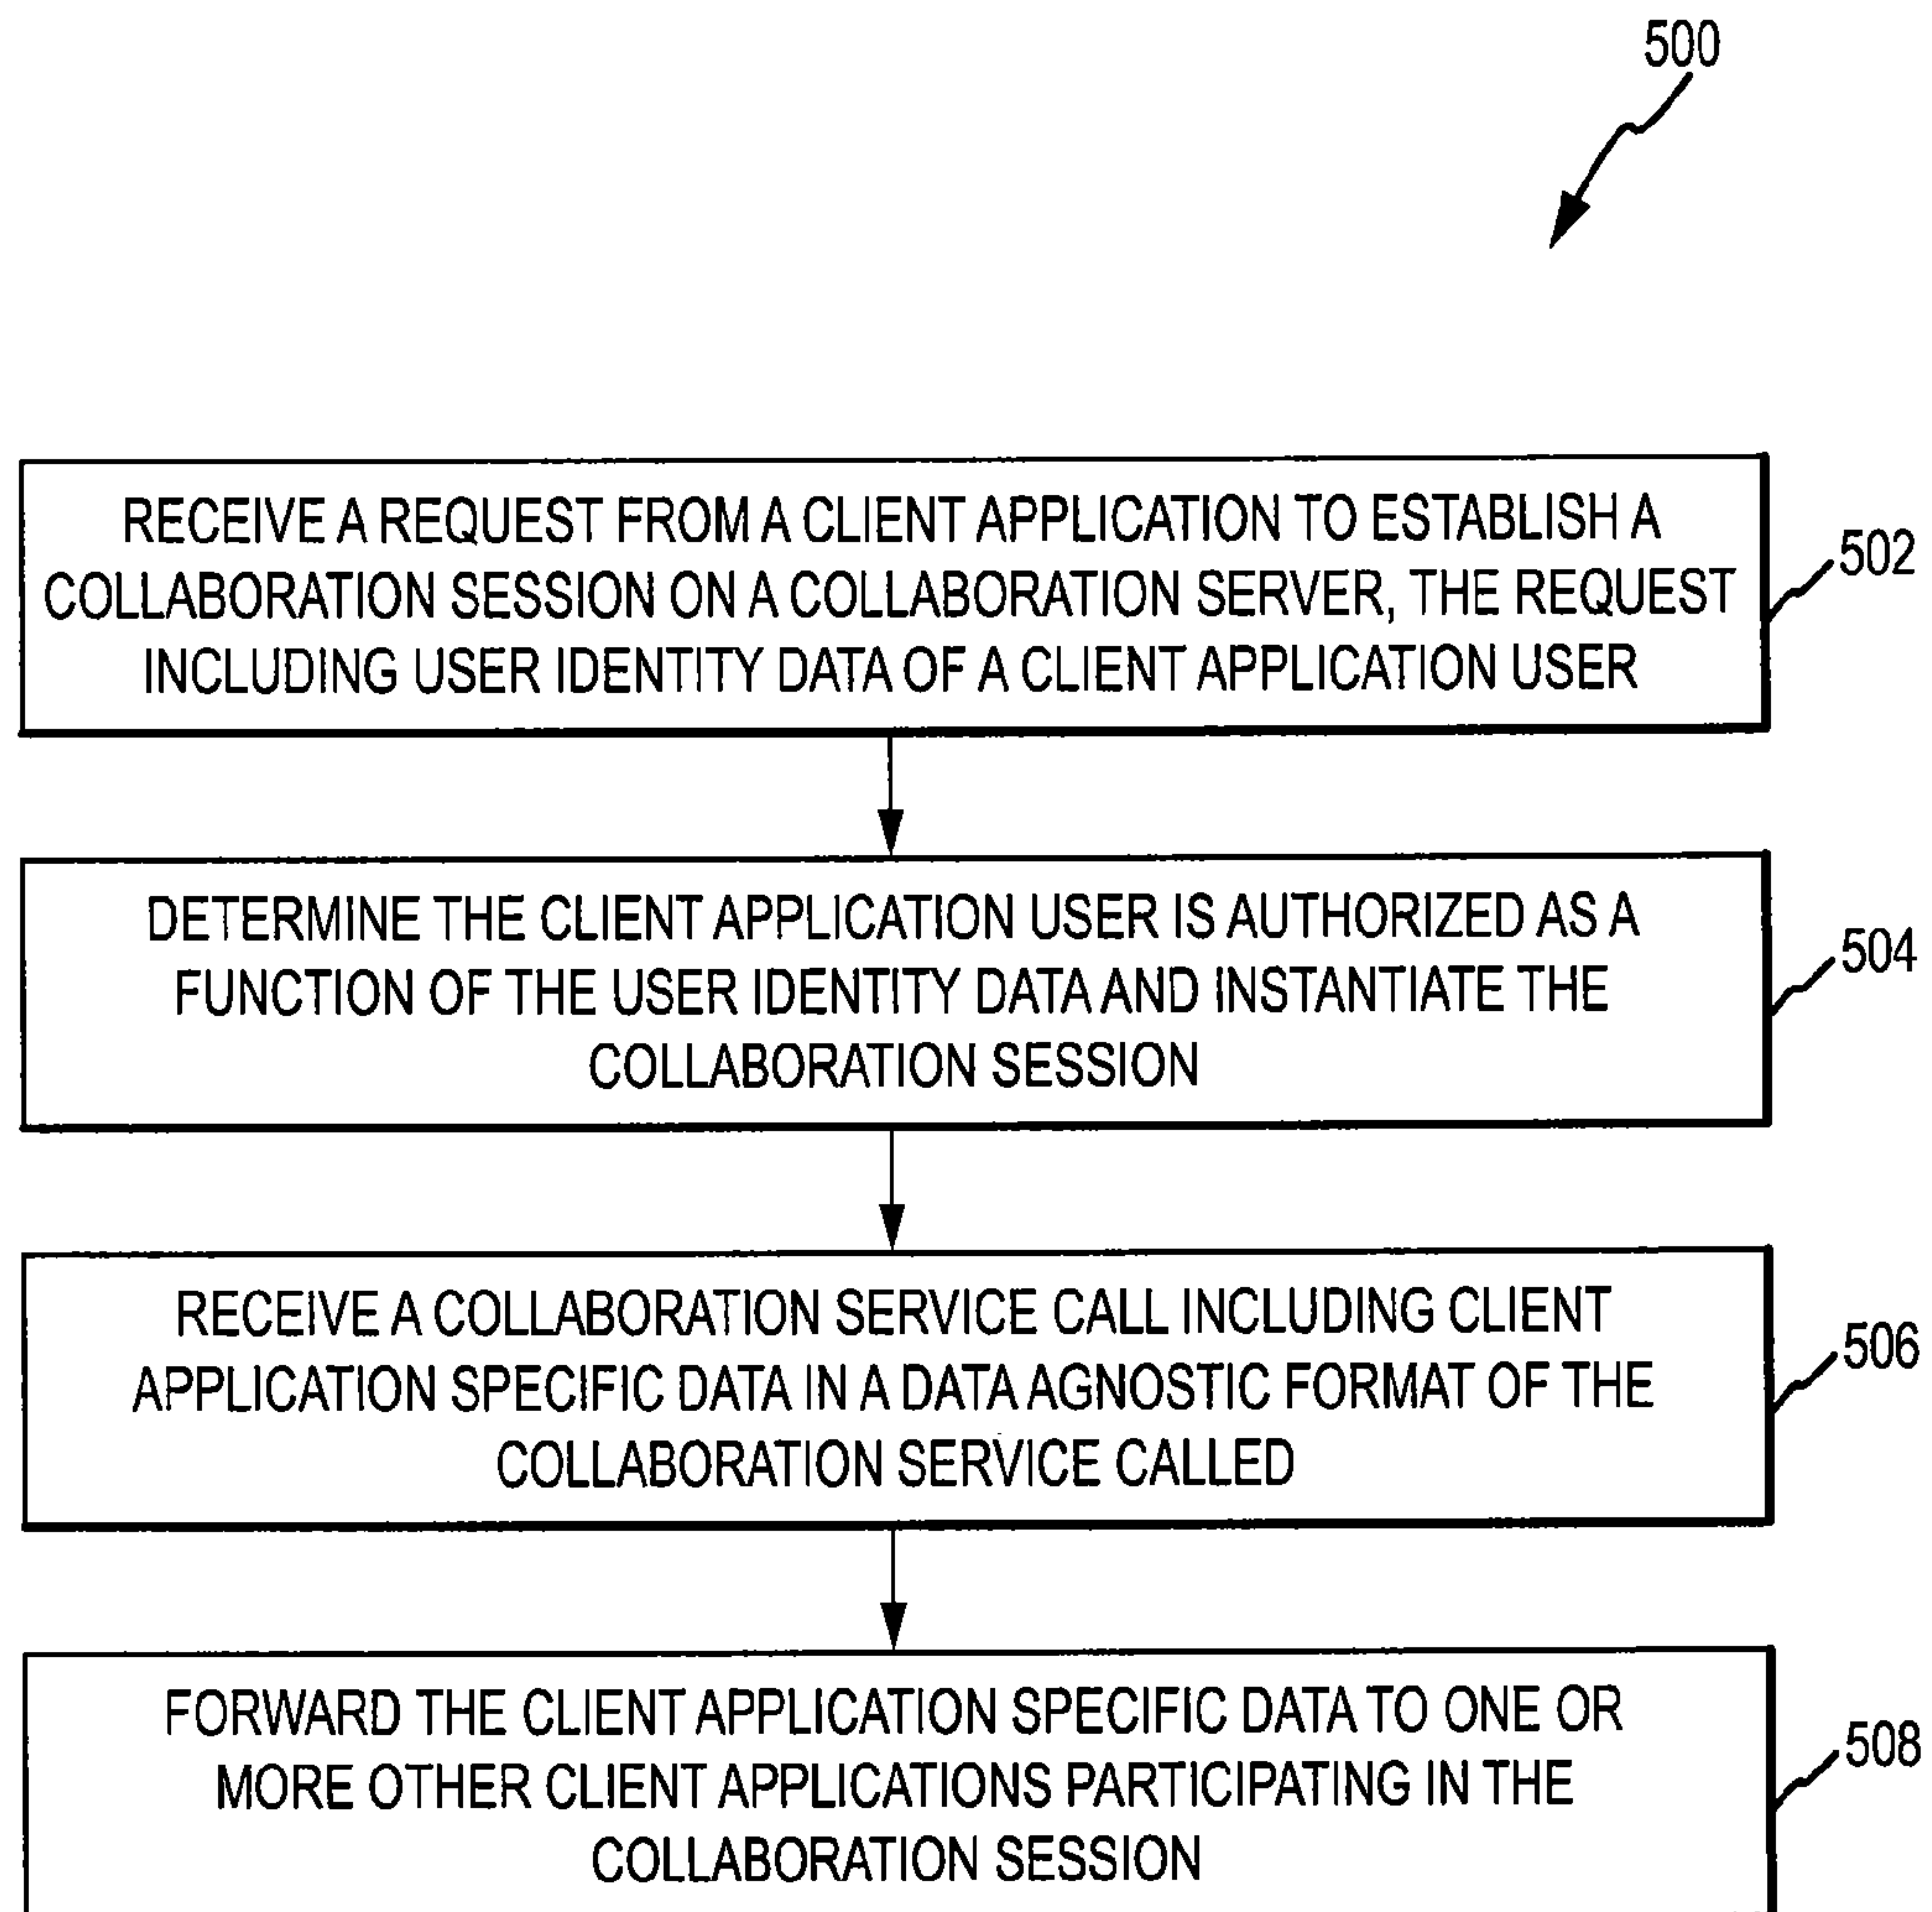 500
RECEIVE A REQUEST FROM A CLIENT APPLICATION TO ESTABLISH A
COLLABORATION SESSION ON A COLLABORATION SERVER, THE REQUEST
INCLUDING USER IDENTITY DATA OF A CLIENT APPLICATION USER
502
DETERMINE THE CLIENT APPLICATION USER IS AUTHORIZED AS A
FUNCTION OF THE USER IDENTITY DATA AND INSTANTIATE THE
COLLABORATION SESSION
504
RECEIVE A COLLABORATION SERVICE CALL INCLUDING CLIENT
APPLICATION SPECIFIC DATA IN A DATA AGNOSTIC FORMAT OF THE
COLLABORATION SERVICE CALLED
506
FORWARD THE CLIENT APPLICATION SPECIFIC DATA TO ONE OR
MORE OTHER CLIENT APPLICATIONS PARTICIPATING IN THE
COLLABORATION SESSION
508